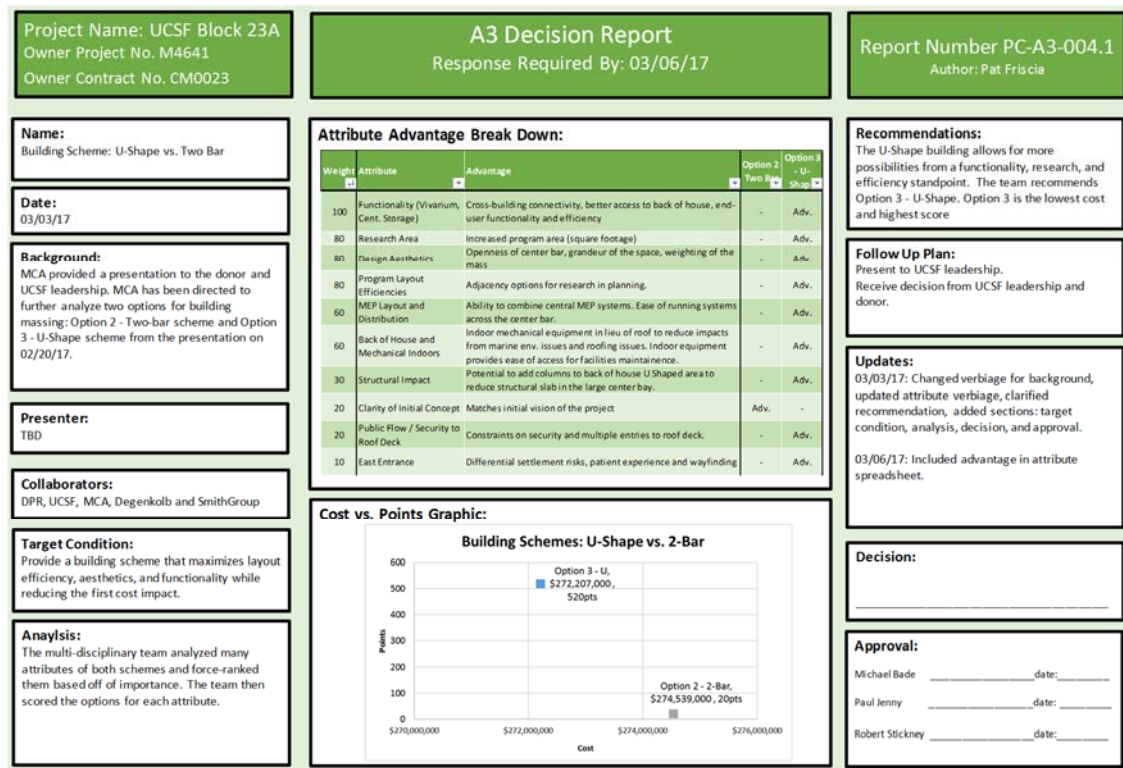 Project Name: UCSF Block 23A
Owner Project No. M4641
Owner Contract No. CM0023
A3 Decision Report
Response Required By: 03/06/17
Report Number PC-A3-004.1
Author: Pat Friscia
Name:
Building Scheme: U-Shape vs. Two Bar
Date:
03/03/17
Background:
MCA provided a presentation to the donor and
UCSF leadership. MCA has been directed to
further analyze two options for building
massing: Option 2 - Two-bar scheme and Option
3 - U-Shape scheme from the presentation on
02/20/17.
Presenter:
TBD
Collaborators:
DPR, UCSF, MCA, Degenkolb and SmithGroup
Target Condition:
Provide a building scheme that maximizes layout
efficiency, aesthetics, and functionality while
reducing the first cost impact.
Anaylsis:
The multi-disciplinary team analyzed many
attributes of both schemes and force-ranked
them based off of importance. The team then
scored the options for each attribute.
Attribute Advantage Break Down:
Weight Attribute Advantage Option 2 Two Bar Option 3 - U- Shap
100 Functionality (Vivarium, Cent. Storage) Cross-building connectivity, better access to back of house, end-user functionality and efficiency - Adv.
80 Research Area Increased program area (square footage) - Adv.
80 Design Aesthetics Openness of center bar, grandeur of the space, weighting of the mass - Adv.
80 Program Layout Efficiencies Adjacency options for research in planning. - Adv.
60 MEP Layout and Distribution Ability to combine central MEP systems. Ease of running systems across the center bar. - Adv.
60 Back of House and Mechanical Indoors Indoor mechanical equipment in lieu of roof to reduce impacts from marine env. issues and roofing issues. Indoor equipment provides ease of access for facilities maintainence. - Adv.
30 Structural Impact Potential to add columns to back of house U Shaped area to reduce structural slab in the large center bay. - Adv.
20 Clarity of Initial Concept Matches initial vision of the project Adv. -
20 Public Flow / Security to Roof Deck Constraints on security and multiple entries to roof deck. - Adv.
10 East Entrance Differential settlement risks, patient experience and wayfinding - Adv.
Cost vs. Points Graphic:
Building Schemes: U-Shape vs. 2-Bar
600
500
400
300
200
100
0
Points
Option 3 - U,
$272,207,000 ,
520pts
Option 2 - 2-Bar,
$274,539,000 , 20pts
$270,000,000 $272,000,000 $274,000,000 $276,000,000
Cost
Recommendations:
The U-Shape building allows for more
possibilities from a functionality, research, and
efficiency standpoint. The team recommends
Option 3 - U-Shape. Option 3 is the lowest cost
and highest score
Follow Up Plan:
Present to UCSF leadership.
Receive decision from UCSF leadership and
donor.
Updates:
03/03/17: Changed verbiage for background,
updated attribute verbiage, clarified
recommendation, added sections: target
condition, analysis, decision, and approval.
03/06/17: Included advantage in attribute
spreadsheet.
Decision:
Approval:
Michael Bade date:
Paul Jenny date:
Robert Stickney date: